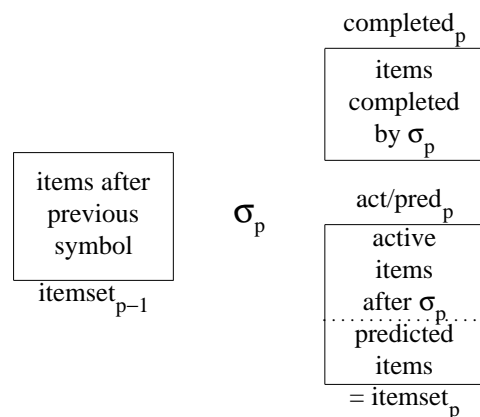 items after
previous
symbol
itemset_{p−1}
σ_p
completed_p
items
completed
by σ_p
act/pred_p
active
items
after σ_p
predicted
items
= itemset_p